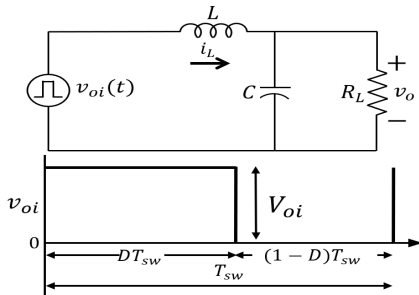 L
i_L
+
v_oi(t)
C
R_L
v_o
−
v_oi
V_oi
0
DT_sw
(1 − D)T_sw
T_sw